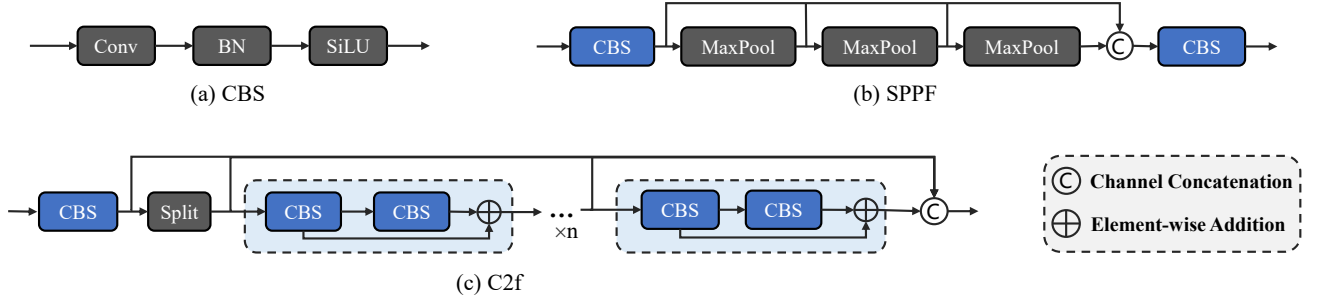 Conv BN SiLU
(a) CBS
CBS MaxPool MaxPool MaxPool C CBS
(b) SPPF
CBS Split CBS CBS ... ×n CBS CBS C
(c) C2f
C Channel Concatenation
Element-wise Addition